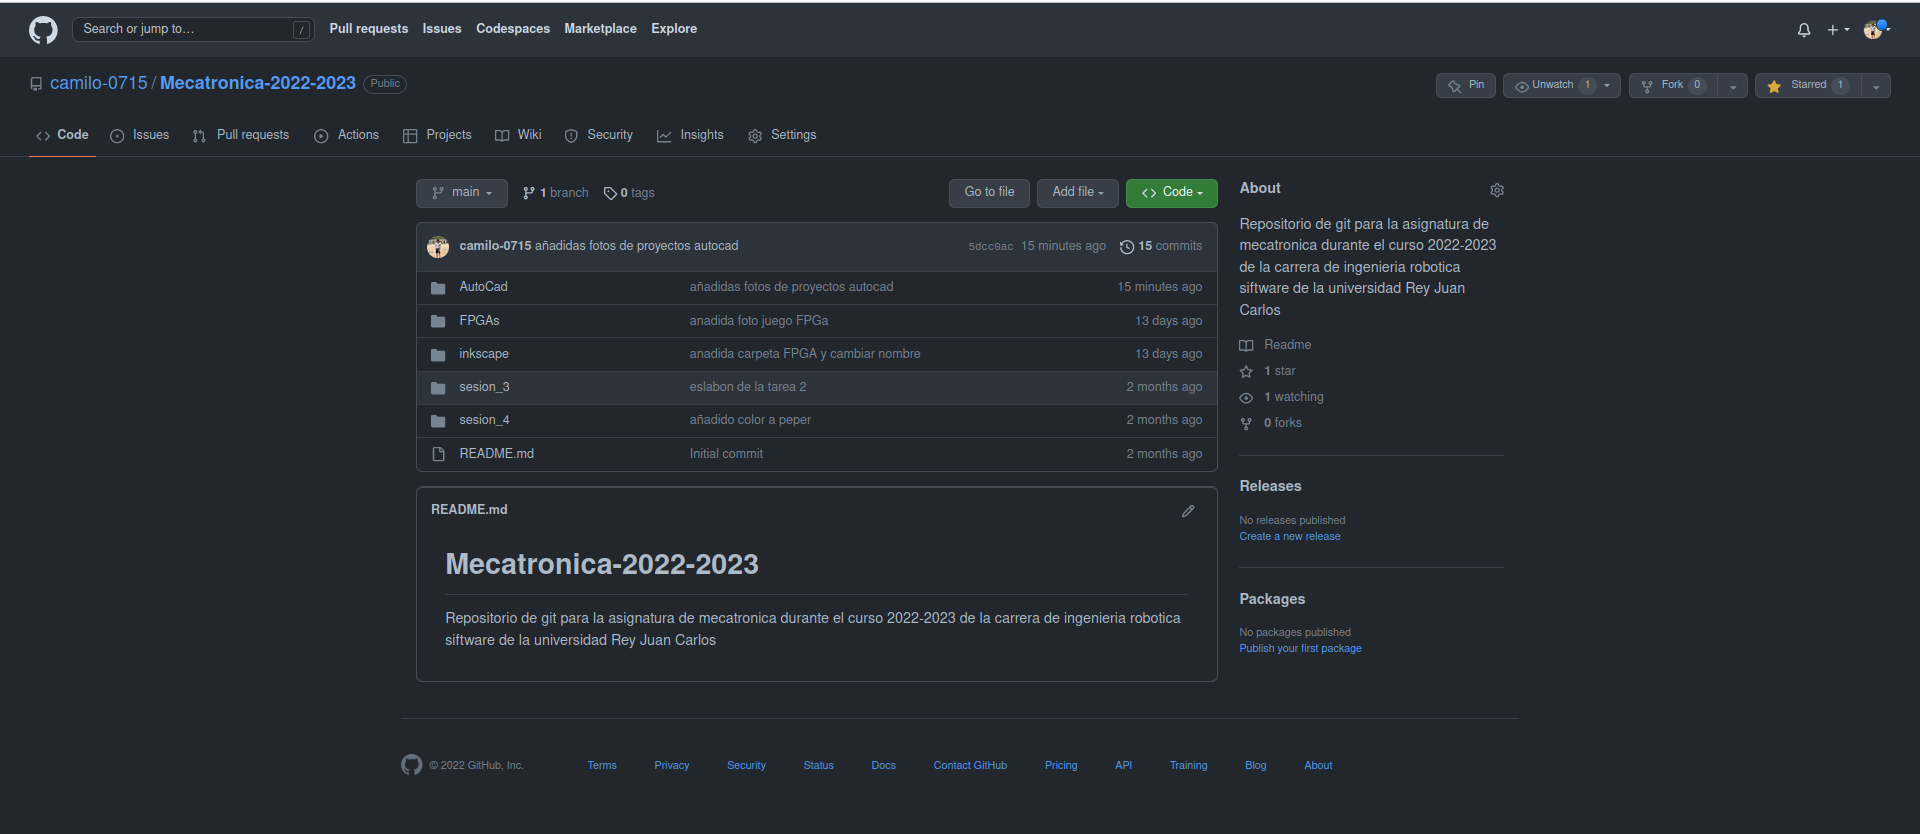 Search or jump to… /
Pull requests Issues Codespaces Marketplace Explore
camilo-0715 / Mecatronica-2022-2023 Public
Pin Unwatch 1 Fork 0 Starred 1
Code Issues Pull requests Actions Projects Wiki Security Insights Settings
main 1 branch 0 tags Go to file Add file Code
camilo-0715 añadidas fotos de proyectos autocad 5dcc0ac 15 minutes ago 15 commits
AutoCad añadidas fotos de proyectos autocad 15 minutes ago
FPGAs anadida foto juego FPGa 13 days ago
inkscape anadida carpeta FPGA y cambiar nombre 13 days ago
sesion_3 eslabon de la tarea 2 2 months ago
sesion_4 añadido color a peper 2 months ago
README.md Initial commit 2 months ago
README.md
Mecatronica-2022-2023
Repositorio de git para la asignatura de mecatronica durante el curso 2022-2023 de la carrera de ingenieria robotica
siftware de la universidad Rey Juan Carlos
About
Repositorio de git para la asignatura de
mecatronica durante el curso 2022-2023
de la carrera de ingenieria robotica
siftware de la universidad Rey Juan
Carlos
Readme
1 star
1 watching
0 forks
Releases
No releases published
Create a new release
Packages
No packages published
Publish your first package
© 2022 GitHub, Inc. Terms Privacy Security Status Docs Contact GitHub Pricing API Training Blog About